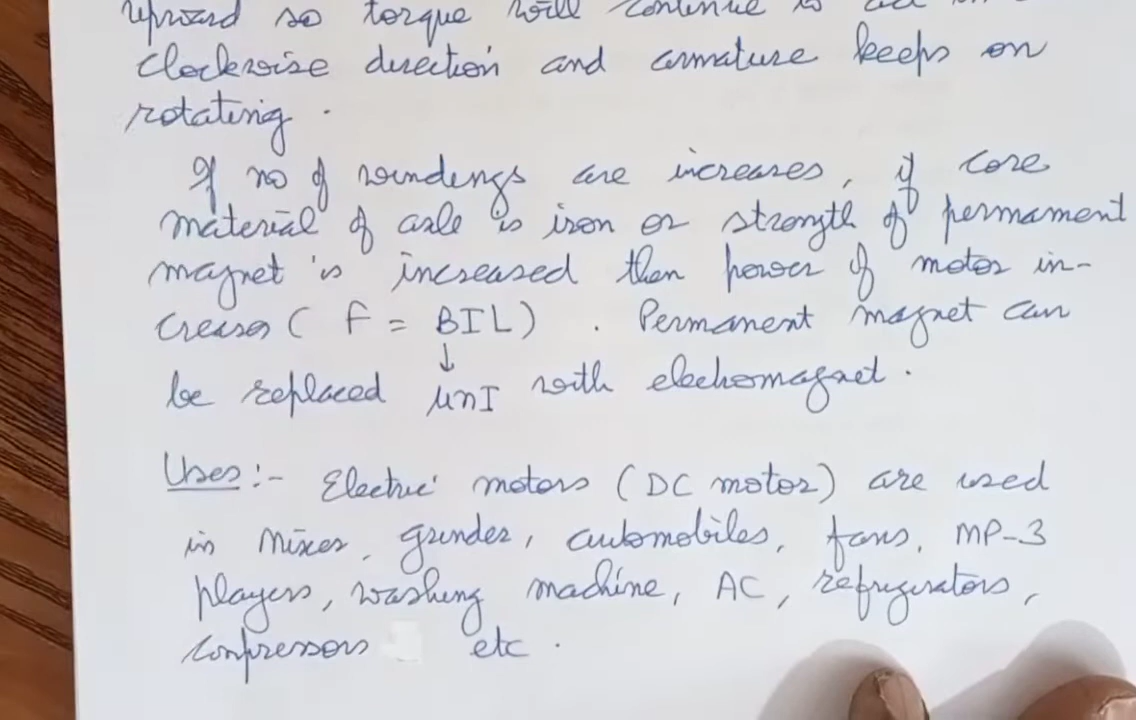 upward so torque will continue to act in
clockwise direction and armature keeps on
rotating .
If no of windings are increases, if core
material of axle is iron or strength of permament
magnet is increased then power of motor in-
creases ( F = BIL) . Permanent magnet can
↓
be replaced μnI with electromagnet .
Uses :- Electric motors (DC motor) are used
in mixer, grinder, automobiles, fans, MP-3
players, washing machine, AC, refrigerators,
compressors etc .